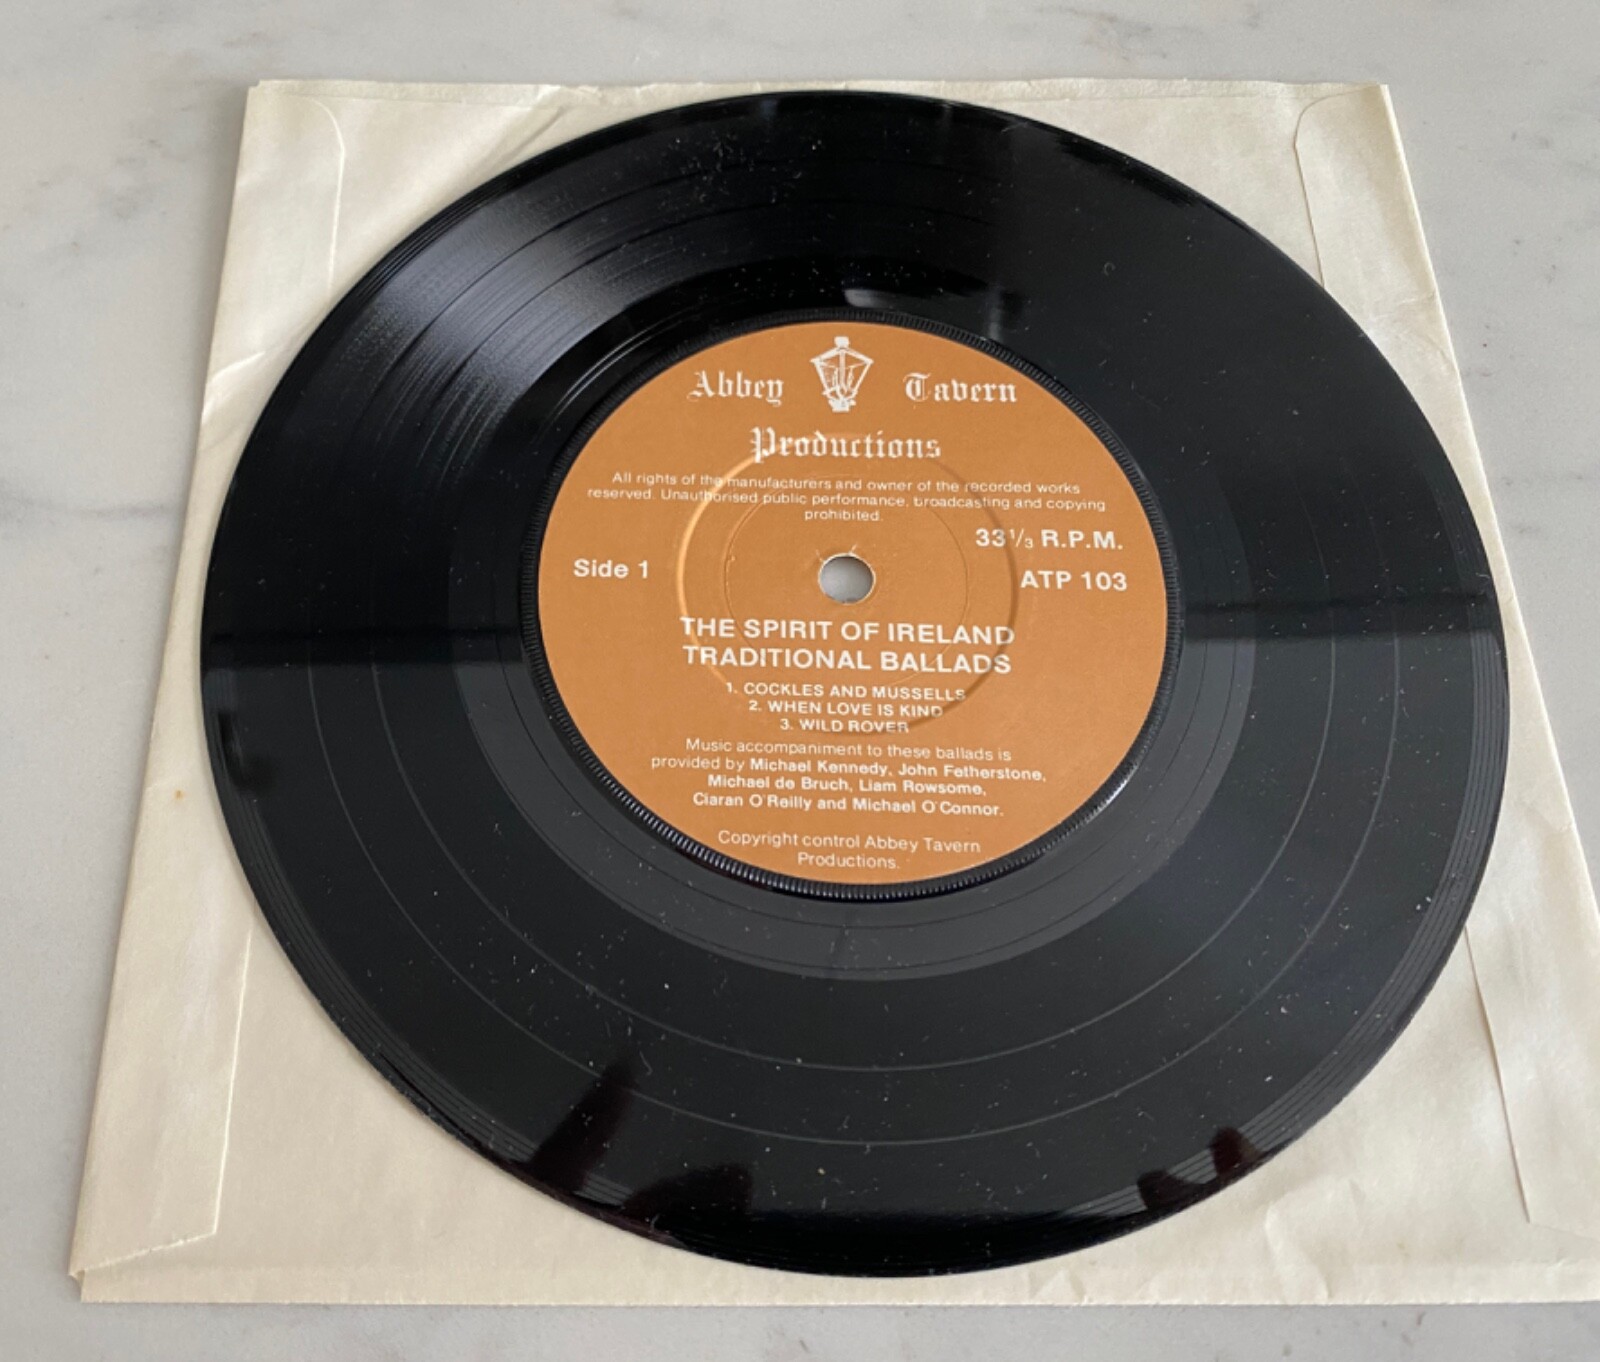 Abbey Tavern
Productions
All rights of the manufacturers and owner of the recorded works
reserved. Unauthorised public performance, broadcasting and copying
prohibited.
33 1/3 R.P.M.
Side 1
ATP 103
THE SPIRIT OF IRELAND
TRADITIONAL BALLADS
1. COCKLES AND MUSSELLS
2. WHEN LOVE IS KIND
3. WILD ROVER
Music accompaniment to these ballads is
provided by Michael Kennedy, John Fetherstone,
Michael de Bruch, Liam Rowsome,
Ciaran O'Reilly and Michael O'Connor.
Copyright control Abbey Tavern
Productions.